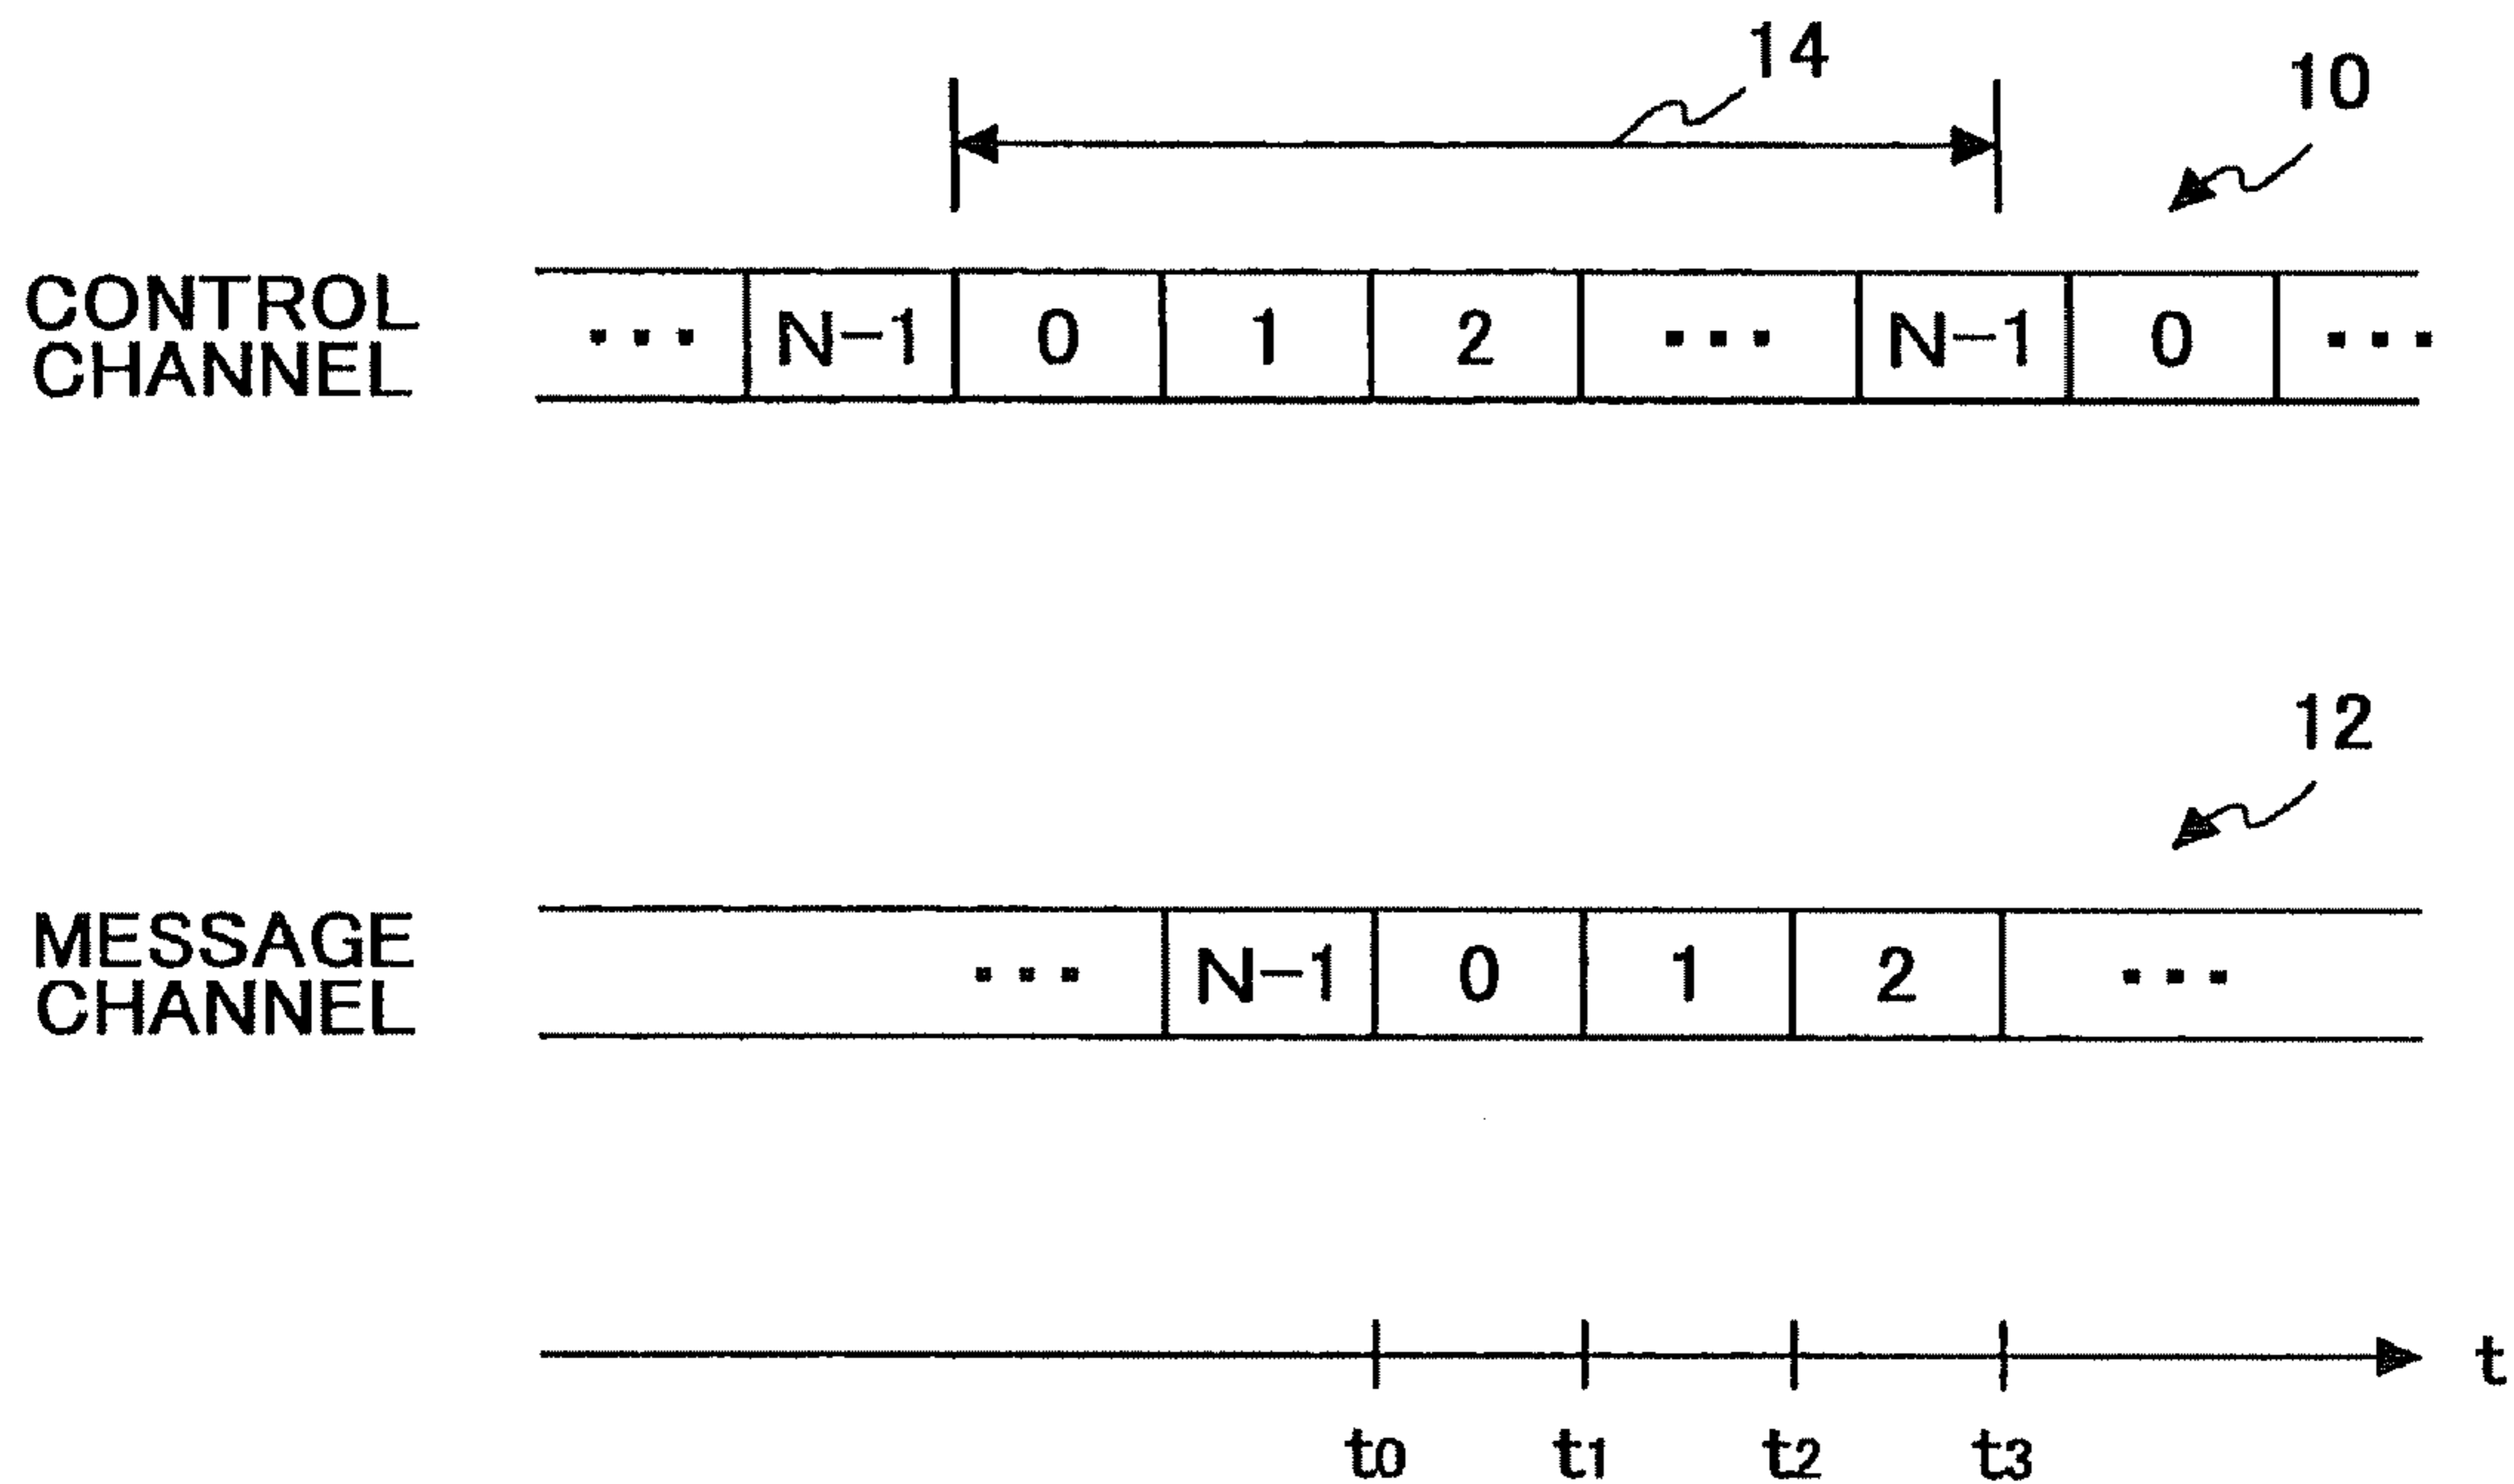 14
10
CONTROL
CHANNEL
... N-1 0 1 2 ... N-1 0 ...
12
MESSAGE
CHANNEL
... N-1 0 1 2 ...
t
t0 t1 t2 t3